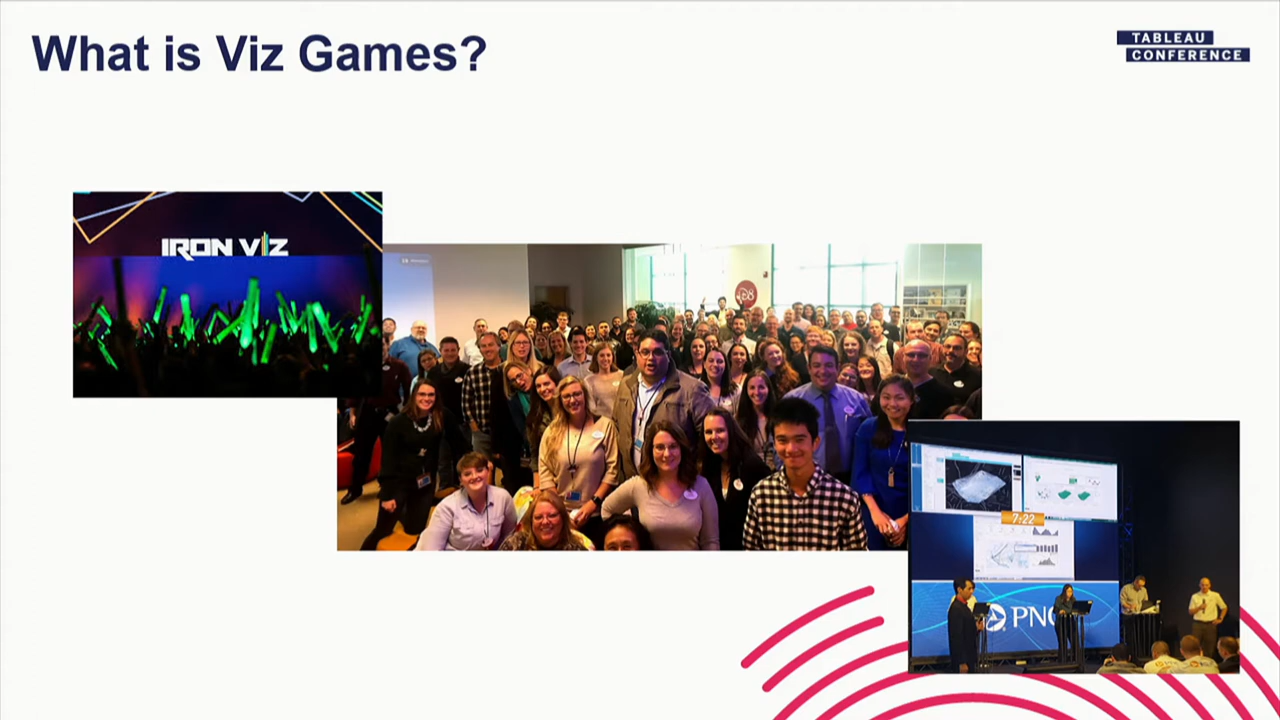 What is Viz Games?
TABLEAU
CONFERENCE
IRON VIZ
7:22
PNC